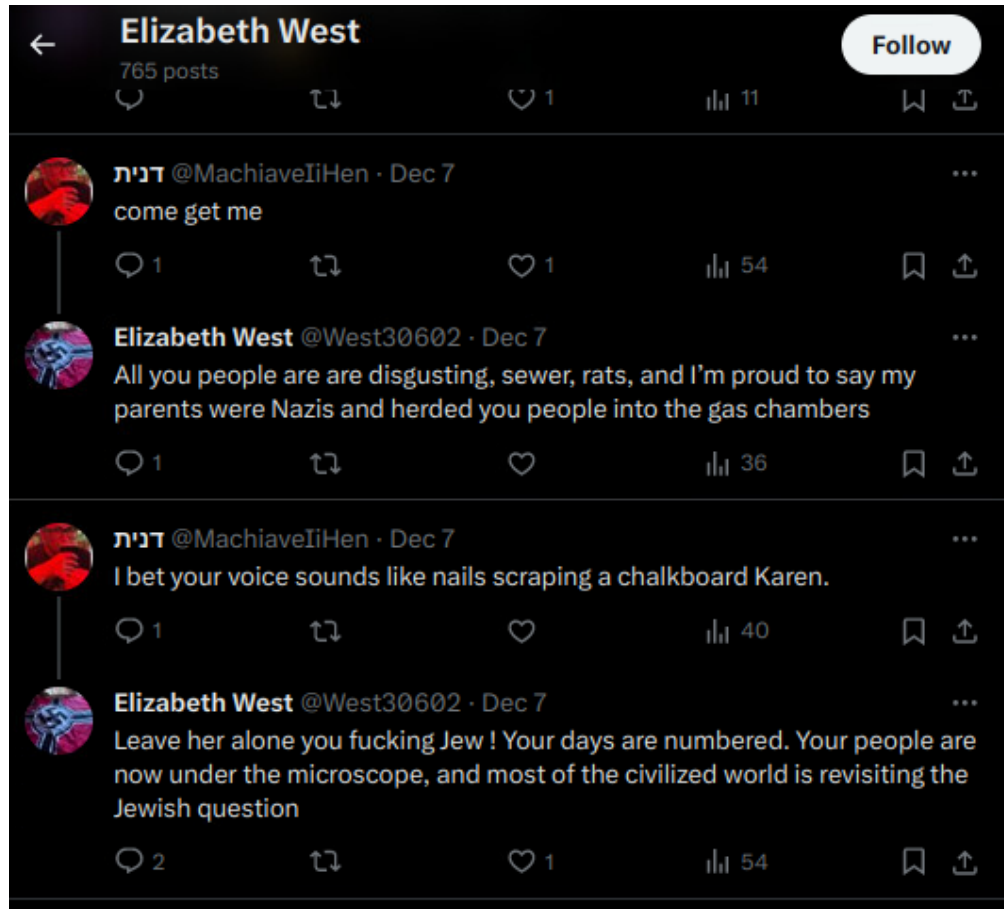 Elizabeth West
Follow
765 posts
1 11
דנית @MachiaveIiHen · Dec 7
come get me
1 1 54
Elizabeth West @West30602 · Dec 7
All you people are are disgusting, sewer, rats, and I'm proud to say my
parents were Nazis and herded you people into the gas chambers
1 36
דנית @MachiaveIiHen · Dec 7
I bet your voice sounds like nails scraping a chalkboard Karen.
1 40
Elizabeth West @West30602 · Dec 7
Leave her alone you fucking Jew ! Your days are numbered. Your people are
now under the microscope, and most of the civilized world is revisiting the
Jewish question
2 1 54